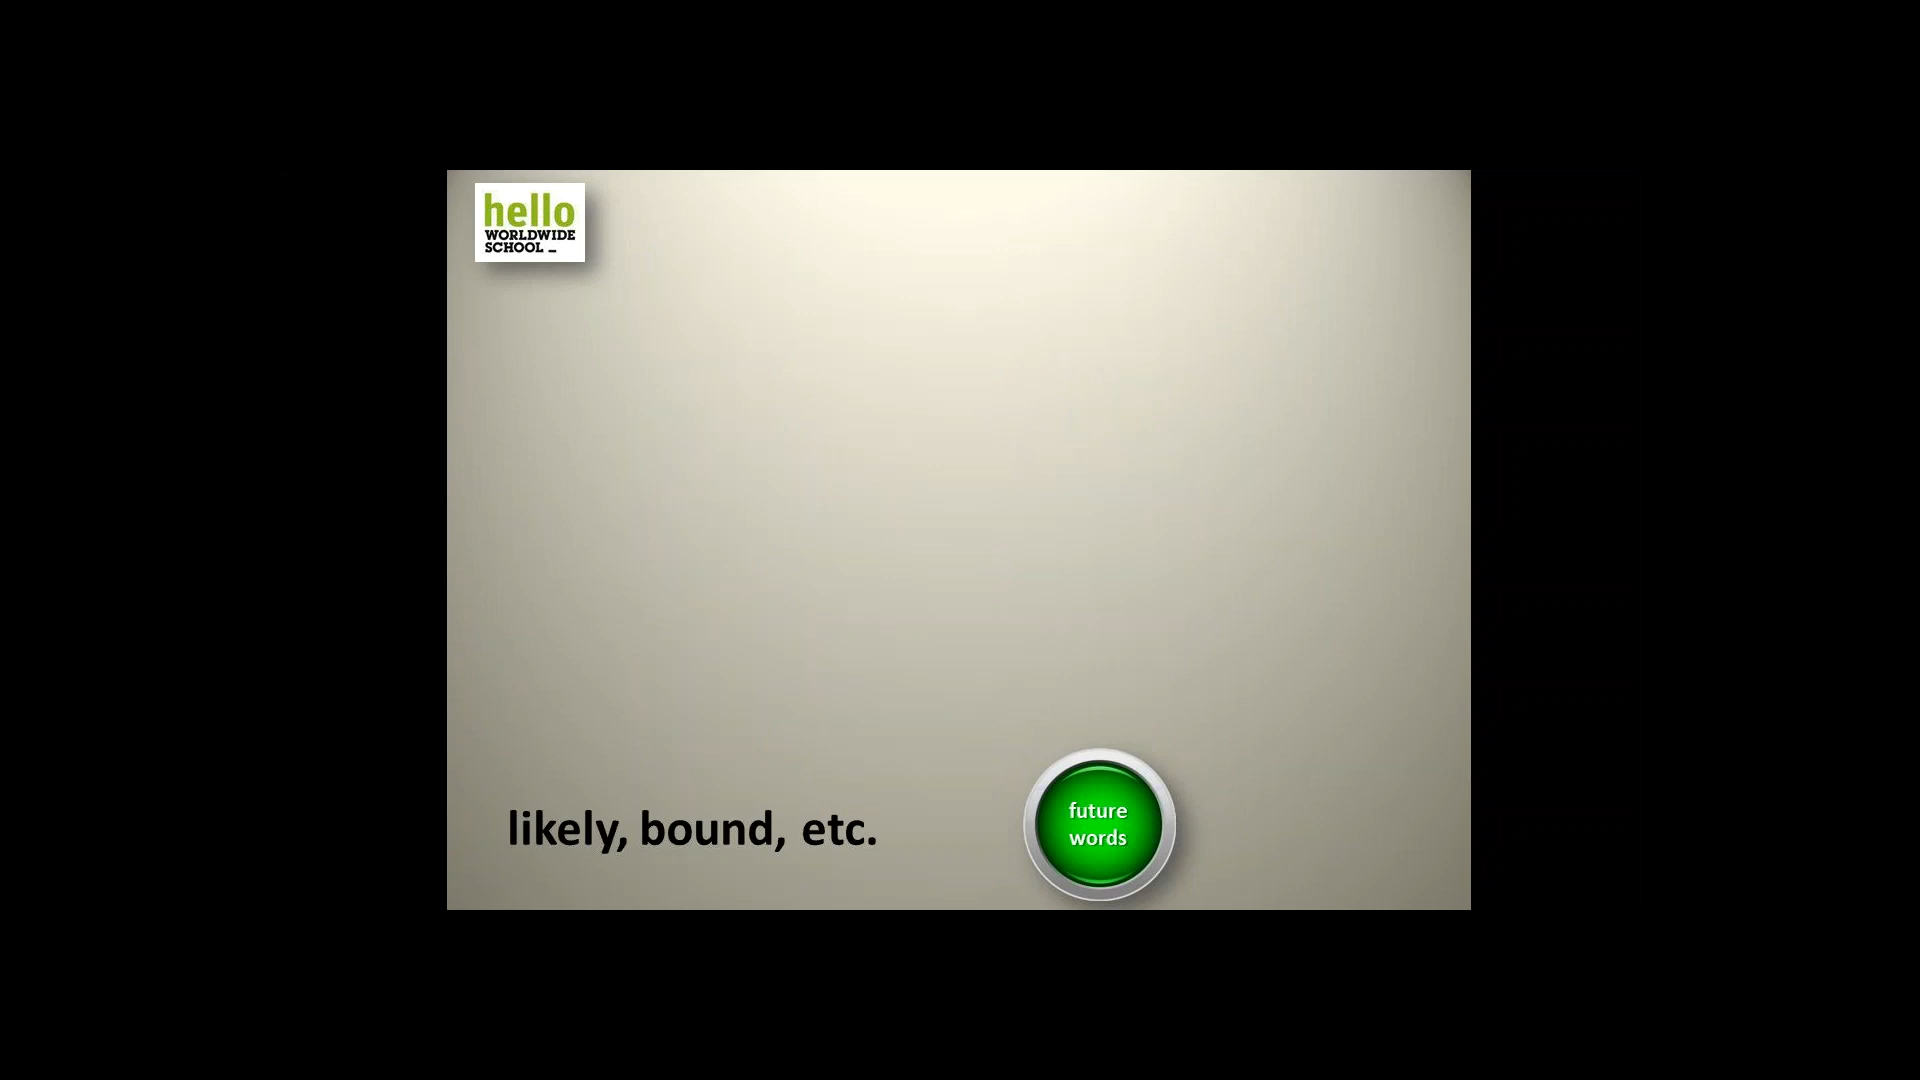 hello
WORLDWIDE
SCHOOL _
likely, bound, etc.
future
words